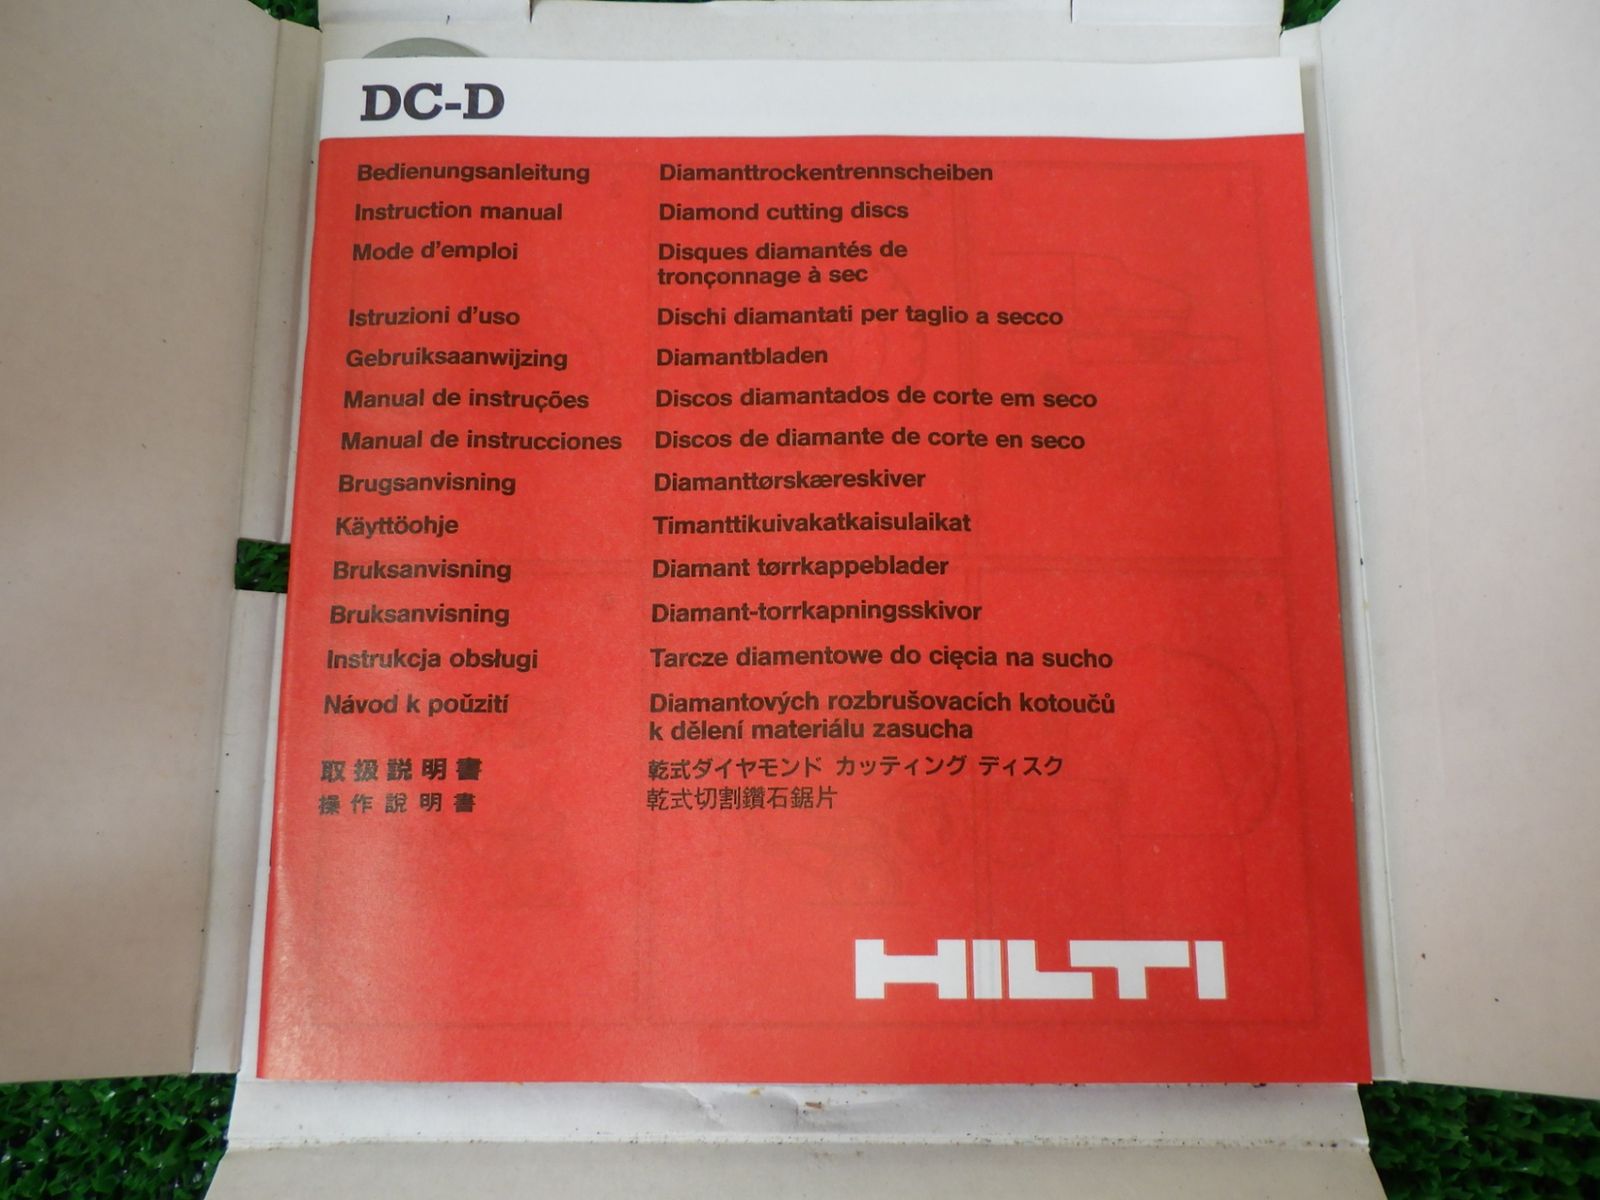 DC-D
Bedienungsanleitung Diamanttrockentrennscheiben
Instruction manual Diamond cutting discs
Mode d'emploi Disques diamantés de
tronçonnage à sec
Istruzioni d'uso Dischi diamantati per taglio a secco
Gebruiksaanwijzing Diamantbladen
Manual de instruções Discos diamantados de corte em seco
Manual de instrucciones Discos de diamante de corte en seco
Brugsanvisning Diamanttørskæreskiver
Käyttöohje Timanttikuivakatkaisulaikat
Bruksanvisning Diamant tørrkappeblader
Bruksanvisning Diamant-torrkapningsskivor
Instrukcja obsługi Tarcze diamentowe do cięcia na sucho
Návod k poŭzití Diamantových rozbrušovacích kotoučů
k dělení materiálu zasucha
取扱説明書 乾式ダイヤモンド カッティング ディスク
操作說明書 乾式切割鑽石鋸片
HILTI